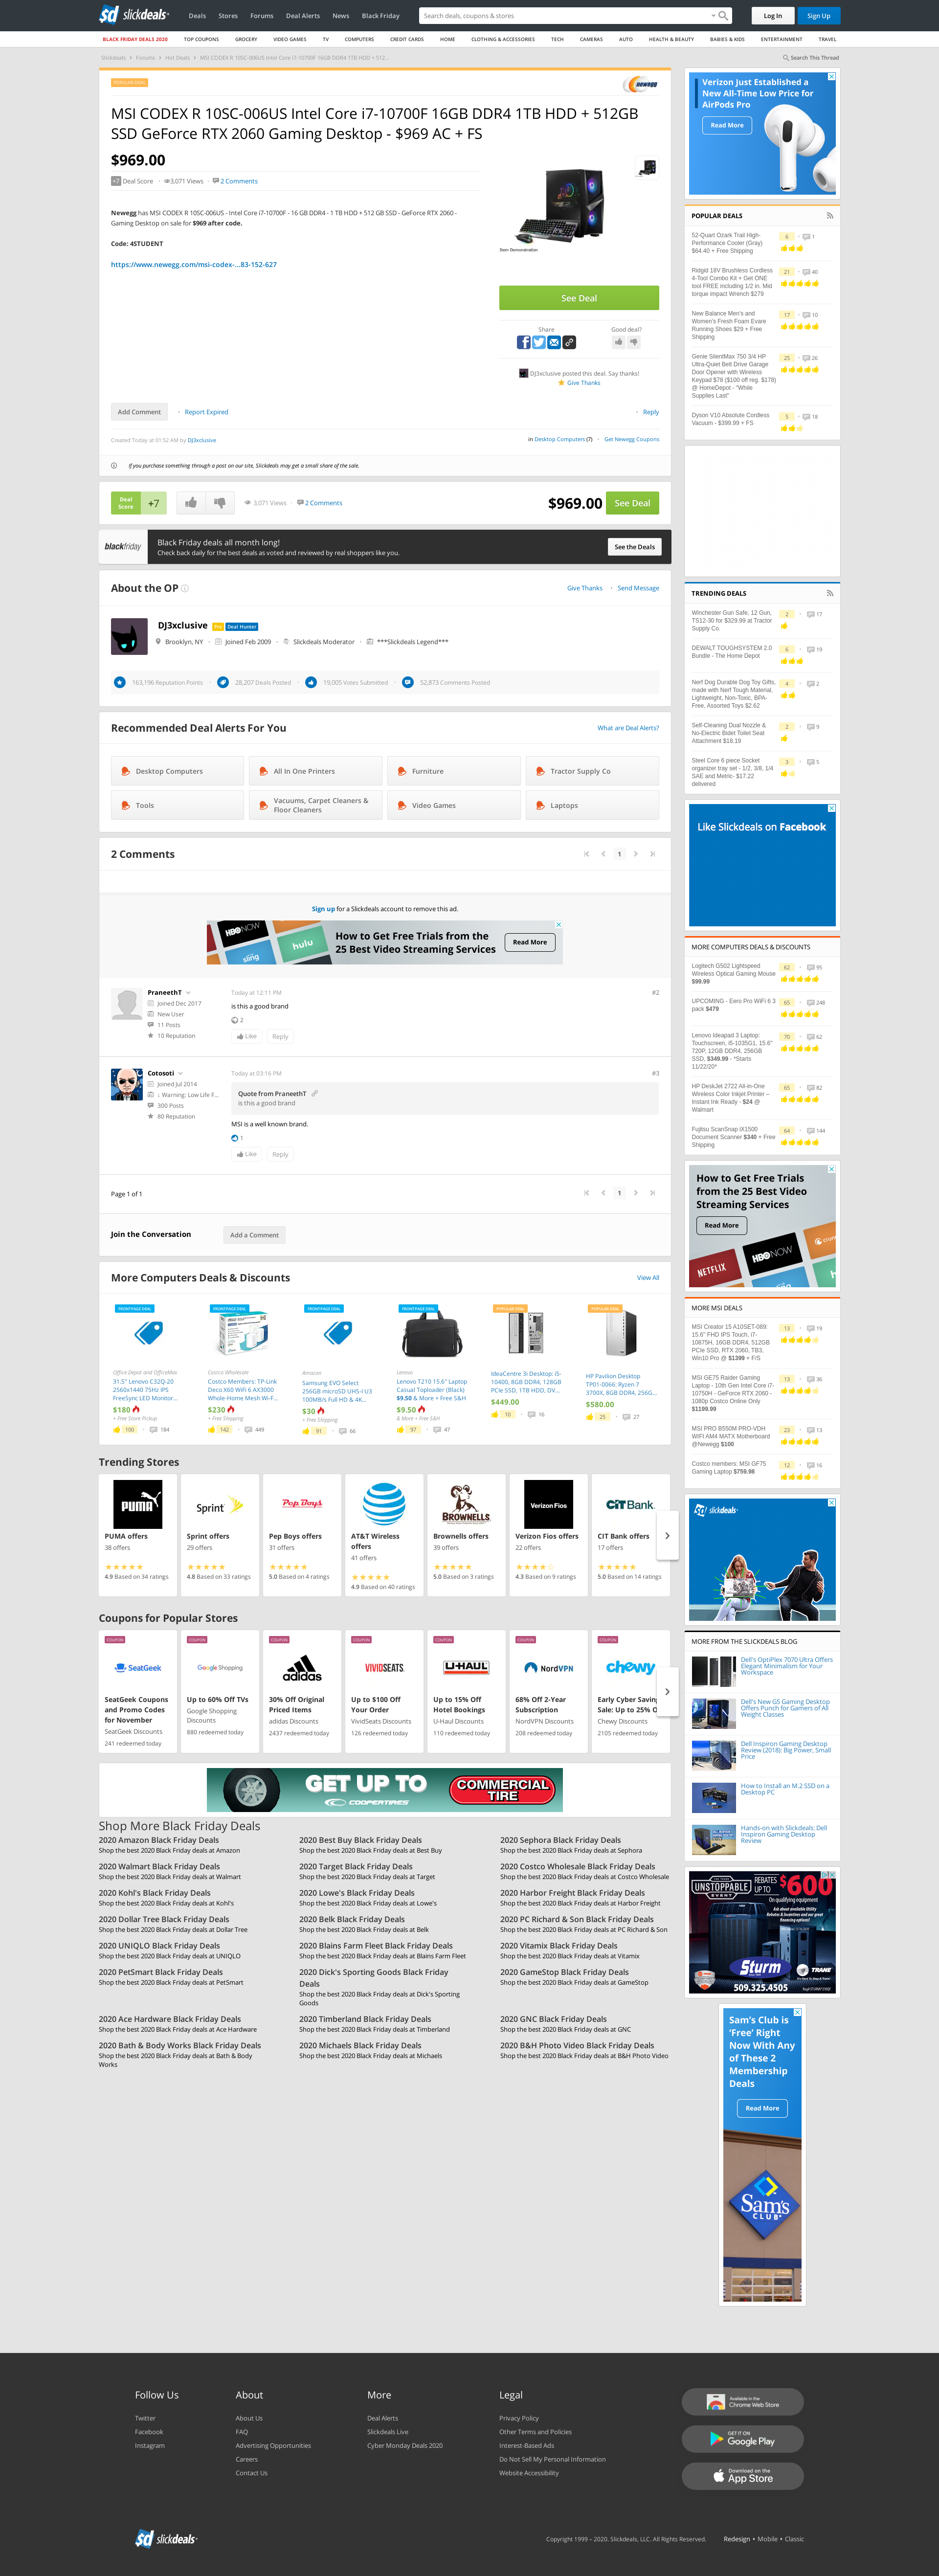 slickdeals
Deals
Stores
Forums
Deal Alerts
News
Black Friday
Search deals, coupons & stores
Log In
Sign Up
BLACK FRIDAY DEALS 2020
TOP COUPONS
GROCERY
VIDEO GAMES
TV
COMPUTERS
CREDIT CARDS
HOME
CLOTHING & ACCESSORIES
TECH
CAMERAS
AUTO
HEALTH & BEAUTY
BABIES & KIDS
ENTERTAINMENT
TRAVEL
Slickdeals > Forums > Hot Deals > MSI CODEX R 10SC-006US Intel Core i7-10700F 16GB DDR4 1TB HDD + 512...
Search This Thread
POPULAR DEAL
newegg
MSI CODEX R 10SC-006US Intel Core i7-10700F 16GB DDR4 1TB HDD + 512GB
SSD GeForce RTX 2060 Gaming Desktop - $969 AC + FS
$969.00
+7 Deal Score
3,071 Views
2 Comments
Newegg has MSI CODEX R 10SC-006US - Intel Core i7-10700F - 16 GB DDR4 - 1 TB HDD + 512 GB SSD - GeForce RTX 2060 -
Gaming Desktop on sale for $969 after code.
Code: 4STUDENT
https://www.newegg.com/msi-codex-...83-152-627
See Deal
Share
Good deal?
DJ3xclusive posted this deal. Say thanks!
Give Thanks
Add Comment
Report Expired
Reply
Created Today at 01:52 AM by DJ3xclusive
in Desktop Computers (7)
Get Newegg Coupons
If you purchase something through a post on our site, Slickdeals may get a small share of the sale.
Deal
Score
+7
3,071 Views
2 Comments
$969.00
See Deal
blackfriday
Black Friday deals all month long!
Check back daily for the best deals as voted and reviewed by real shoppers like you.
See the Deals
About the OP
Give Thanks
Send Message
DJ3xclusive
Pro
Deal Hunter
Brooklyn, NY
Joined Feb 2009
Slickdeals Moderator
***Slickdeals Legend***
163,196 Reputation Points
28,207 Deals Posted
19,005 Votes Submitted
52,873 Comments Posted
Recommended Deal Alerts For You
What are Deal Alerts?
Desktop Computers
All In One Printers
Furniture
Tractor Supply Co
Tools
Vacuums, Carpet Cleaners &
Floor Cleaners
Video Games
Laptops
2 Comments
1
Sign up for a Slickdeals account to remove this ad.
How to Get Free Trials from the
25 Best Video Streaming Services
Read More
PraneethT
Joined Dec 2017
New User
11 Posts
10 Reputation
Today at 12:11 PM
#2
is this a good brand
2
Like
Reply
Cotosoti
Joined Jul 2014
: Warning: Low Life F...
300 Posts
80 Reputation
Today at 03:16 PM
#3
Quote from PraneethT
is this a good brand
MSI is a well known brand.
1
Like
Reply
Page 1 of 1
1
Join the Conversation
Add a Comment
More Computers Deals & Discounts
View All
FRONTPAGE DEAL
Office Depot and OfficeMax
31.5" Lenovo C32Q-20
2560x1440 75Hz IPS
FreeSync LED Monitor...
$180
+ Free Store Pickup
100
184
FRONTPAGE DEAL
Costco Wholesale
Costco Members: TP-Link
Deco X60 WiFi 6 AX3000
Whole-Home Mesh Wi-F...
$230
+ Free Shipping
142
449
FRONTPAGE DEAL
Amazon
Samsung EVO Select
256GB microSD UHS-I U3
100MB/s Full HD & 4K...
$30
+ Free Shipping
91
66
FRONTPAGE DEAL
Lenovo
Lenovo T210 15.6" Laptop
Casual Toploader (Black)
$9.50 & More + Free S&H
$9.50
& More + Free S&H
97
47
POPULAR DEAL
IdeaCentre 3i Desktop: i5-
10400, 8GB DDR4, 128GB
PCIe SSD, 1TB HDD, DV...
$449.00
10
16
POPULAR DEAL
HP Pavilion Desktop
TP01-0066: Ryzen 7
3700X, 8GB DDR4, 256G...
$580.00
25
27
Trending Stores
PUMA offers
38 offers
4.9 Based on 34 ratings
Sprint offers
29 offers
4.8 Based on 33 ratings
Pep Boys offers
31 offers
5.0 Based on 4 ratings
AT&T Wireless
offers
41 offers
4.9 Based on 40 ratings
Brownells offers
39 offers
5.0 Based on 3 ratings
Verizon Fios offers
22 offers
4.3 Based on 9 ratings
CIT Bank offers
17 offers
5.0 Based on 14 ratings
Coupons for Popular Stores
COUPON
SeatGeek
SeatGeek Coupons
and Promo Codes
for November
SeatGeek Discounts
241 redeemed today
COUPON
Google Shopping
Up to 60% Off TVs
Google Shopping
Discounts
880 redeemed today
COUPON
adidas
30% Off Original
Priced Items
adidas Discounts
2437 redeemed today
COUPON
VIVIDSEATS
Up to $100 Off
Your Order
VividSeats Discounts
126 redeemed today
COUPON
U-HAUL
Up to 15% Off
Hotel Bookings
U-Haul Discounts
110 redeemed today
COUPON
NordVPN
68% Off 2-Year
Subscription
NordVPN Discounts
208 redeemed today
COUPON
chewy
Early Cyber Saving
Sale: Up to 25% O
Chewy Discounts
2105 redeemed today
GET UP TO
COOPERTIRES
COMMERCIAL
TIRE
Shop More Black Friday Deals
2020 Amazon Black Friday Deals
Shop the best 2020 Black Friday deals at Amazon
2020 Best Buy Black Friday Deals
Shop the best 2020 Black Friday deals at Best Buy
2020 Sephora Black Friday Deals
Shop the best 2020 Black Friday deals at Sephora
2020 Walmart Black Friday Deals
Shop the best 2020 Black Friday deals at Walmart
2020 Target Black Friday Deals
Shop the best 2020 Black Friday deals at Target
2020 Costco Wholesale Black Friday Deals
Shop the best 2020 Black Friday deals at Costco Wholesale
2020 Kohl's Black Friday Deals
Shop the best 2020 Black Friday deals at Kohl's
2020 Lowe's Black Friday Deals
Shop the best 2020 Black Friday deals at Lowe's
2020 Harbor Freight Black Friday Deals
Shop the best 2020 Black Friday deals at Harbor Freight
2020 Dollar Tree Black Friday Deals
Shop the best 2020 Black Friday deals at Dollar Tree
2020 Belk Black Friday Deals
Shop the best 2020 Black Friday deals at Belk
2020 PC Richard & Son Black Friday Deals
Shop the best 2020 Black Friday deals at PC Richard & Son
2020 UNIQLO Black Friday Deals
Shop the best 2020 Black Friday deals at UNIQLO
2020 Blains Farm Fleet Black Friday Deals
Shop the best 2020 Black Friday deals at Blains Farm Fleet
2020 Vitamix Black Friday Deals
Shop the best 2020 Black Friday deals at Vitamix
2020 PetSmart Black Friday Deals
Shop the best 2020 Black Friday deals at PetSmart
2020 Dick's Sporting Goods Black Friday
Deals
Shop the best 2020 Black Friday deals at Dick's Sporting
Goods
2020 GameStop Black Friday Deals
Shop the best 2020 Black Friday deals at GameStop
2020 Ace Hardware Black Friday Deals
Shop the best 2020 Black Friday deals at Ace Hardware
2020 Timberland Black Friday Deals
Shop the best 2020 Black Friday deals at Timberland
2020 GNC Black Friday Deals
Shop the best 2020 Black Friday deals at GNC
2020 Bath & Body Works Black Friday Deals
Shop the best 2020 Black Friday deals at Bath & Body
Works
2020 Michaels Black Friday Deals
Shop the best 2020 Black Friday deals at Michaels
2020 B&H Photo Video Black Friday Deals
Shop the best 2020 Black Friday deals at B&H Photo Video
Verizon Just Established a
New All-Time Low Price for
AirPods Pro
Read More
POPULAR DEALS
52-Quart Ozark Trail High-
Performance Cooler (Gray)
$64.40 + Free Shipping
6
1
Ridgid 18V Brushless Cordless
4-Tool Combo Kit + Get ONE
tool FREE including 1/2 in. Mid
torque impact Wrench $279
21
40
New Balance Men's and
Women's Fresh Foam Evare
Running Shoes $29 + Free
Shipping
17
10
Genie SilentMax 750 3/4 HP
Ultra-Quiet Belt Drive Garage
Door Opener with Wireless
Keypad $78 ($100 off reg. $178)
@ HomeDepot - "While
Supplies Last"
25
26
Dyson V10 Absolute Cordless
Vacuum - $399.99 + FS
5
18
TRENDING DEALS
Winchester Gun Safe, 12 Gun,
TS12-30 for $329.99 at Tractor
Supply Co.
2
17
DEWALT TOUGHSYSTEM 2.0
Bundle - The Home Depot
6
19
Nerf Dog Durable Dog Toy Gifts,
made with Nerf Tough Material,
Lightweight, Non-Toxic, BPA-
Free, Assorted Toys $2.62
4
2
Self-Cleaning Dual Nozzle &
No-Electric Bidet Toilet Seat
Attachment $18.19
2
9
Steel Core 6 piece Socket
organizer tray set - 1/2, 3/8, 1/4
SAE and Metric- $17.22
delivered
3
5
Like Slickdeals on Facebook
MORE COMPUTERS DEALS & DISCOUNTS
Logitech G502 Lightspeed
Wireless Optical Gaming Mouse
$99.99
62
95
UPCOMING - Eero Pro WiFi 6 3
pack $479
65
248
Lenovo Ideapad 3 Laptop:
Touchscreen, i5-1035G1, 15.6"
720P, 12GB DDR4, 256GB
SSD, $349.99 - *Starts
11/22/20*
70
62
HP DeskJet 2722 All-in-One
Wireless Color Inkjet Printer –
Instant Ink Ready - $24 @
Walmart
65
82
Fujitsu ScanSnap iX1500
Document Scanner $340 + Free
Shipping
64
144
How to Get Free Trials
from the 25 Best Video
Streaming Services
Read More
NETFLIX
HBO NOW
MORE MSI DEALS
MSI Creator 15 A10SET-089:
15.6" FHD IPS Touch, i7-
10875H, 16GB DDR4, 512GB
PCIe SSD, RTX 2060, TB3,
Win10 Pro @ $1399 + F/S
13
19
MSI GE75 Raider Gaming
Laptop - 10th Gen Intel Core i7-
10750H - GeForce RTX 2060 -
1080p Costco Online Only
$1199.99
13
36
MSI PRO B550M PRO-VDH
WIFI AM4 MATX Motherboard
@Newegg $100
23
13
Costco members: MSI GF75
Gaming Laptop $759.98
12
16
slickdeals
MORE FROM THE SLICKDEALS BLOG
Dell's OptiPlex 7070 Ultra Offers
Elegant Minimalism for Your
Workspace
Dell's New G5 Gaming Desktop
Offers Punch for Gamers of All
Weight Classes
Dell Inspiron Gaming Desktop
Review (2018): Big Power, Small
Price
How to Install an M.2 SSD on a
Desktop PC
Hands-on with Slickdeals: Dell
Inspiron Gaming Desktop
Review
UNSTOPPABLE
EVENT
REBATES
UP TO
$600
On qualifying equipment
Sturm
TRANE
509.325.4505
Sam's Club is
'Free' Right
Now With Any
of These 2
Membership
Deals
Read More
Sam's
CLUB
Follow Us
Twitter
Facebook
Instagram
About
About Us
FAQ
Advertising Opportunities
Careers
Contact Us
More
Deal Alerts
Slickdeals Live
Cyber Monday Deals 2020
Legal
Privacy Policy
Other Terms and Policies
Interest-Based Ads
Do Not Sell My Personal Information
Website Accessibility
Available in the
Chrome Web Store
GET IT ON
Google Play
Download on the
App Store
slickdeals
Copyright 1999 – 2020. Slickdeals, LLC. All Rights Reserved.
Redesign • Mobile • Classic